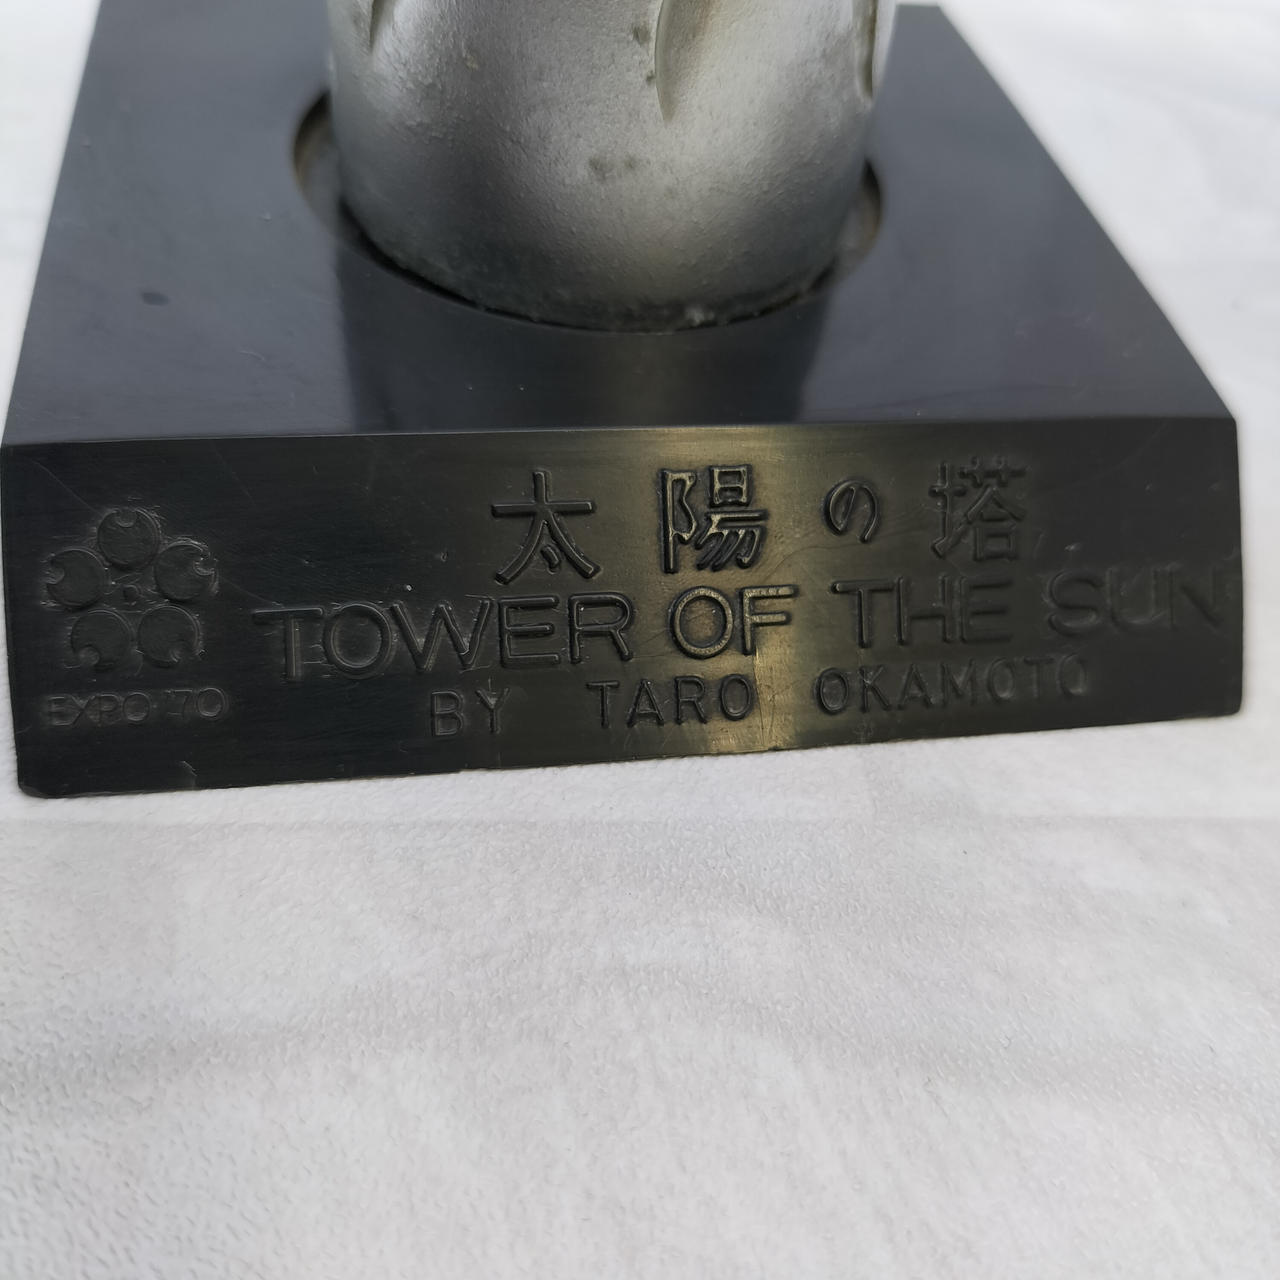 太陽の塔
TOWER OF THE SUN
BY TARO OKAMOTO
EXPO'70